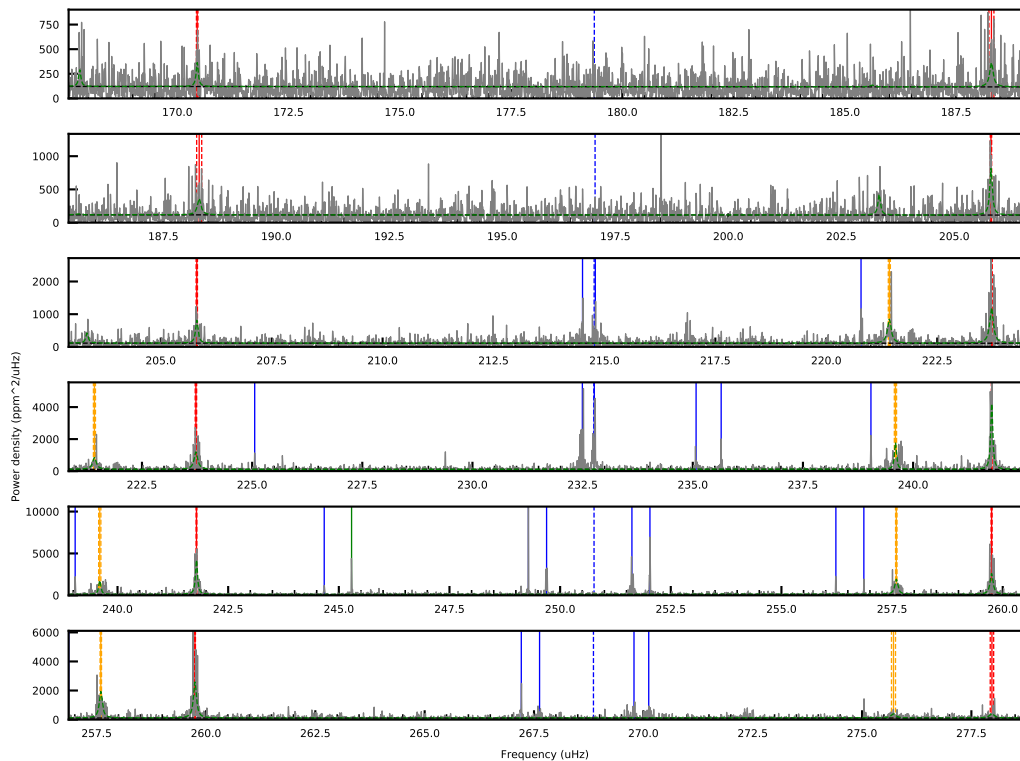 750
500
250
0
170.0 172.5 175.0 177.5 180.0 182.5 185.0 187.5
1000
500
0
187.5 190.0 192.5 195.0 197.5 200.0 202.5 205.0
2000
1000
0
205.0 207.5 210.0 212.5 215.0 217.5 220.0 222.5
Power density (ppm^2/uHz)
4000
2000
0
222.5 225.0 227.5 230.0 232.5 235.0 237.5 240.0
10000
5000
0
240.0 242.5 245.0 247.5 250.0 252.5 255.0 257.5 260.0
6000
4000
2000
0
257.5 260.0 262.5 265.0 267.5 270.0 272.5 275.0 277.5
Frequency (uHz)